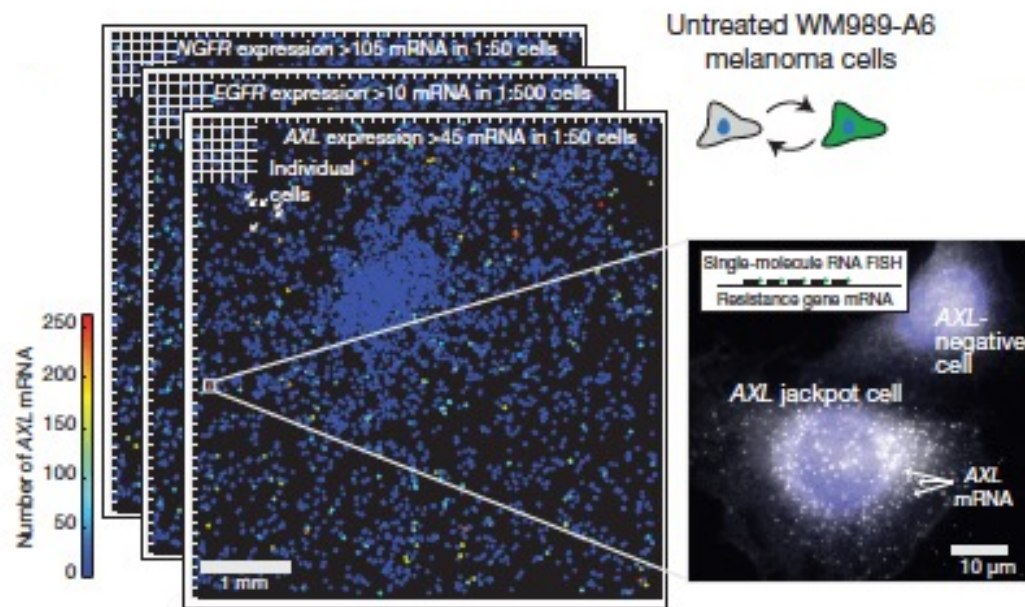 NGFR expression >105 mRNA in 1:50 cells
EGFR expression >10 mRNA in 1:500 cells
AXL expression >45 mRNA in 1:50 cells
Individual
cells
Number of AXL mRNA
250
200
150
100
50
0
1 mm
Untreated WM989-A6
melanoma cells
Single-molecule RNA FISH
Resistance gene mRNA
AXL-
negative
cell
AXL jackpot cell
AXL
mRNA
10 μm